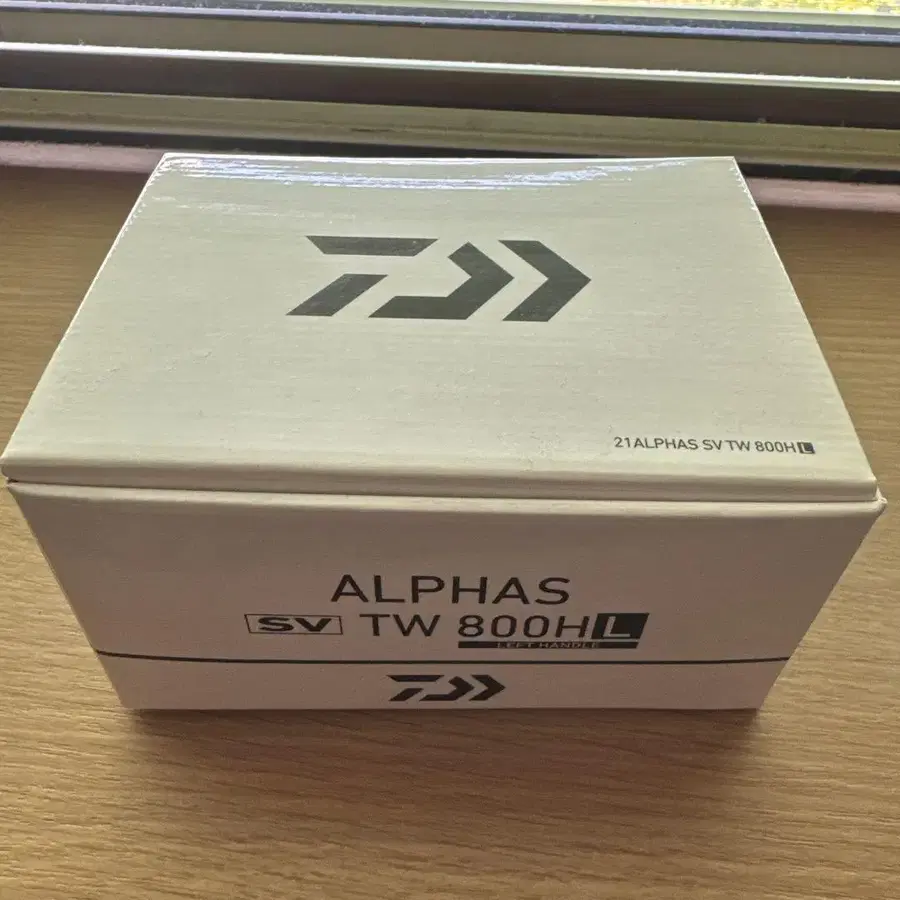 21ALPHAS SV TW 800HL
ALPHAS
SV TW 800HL
LEFT HANDLE